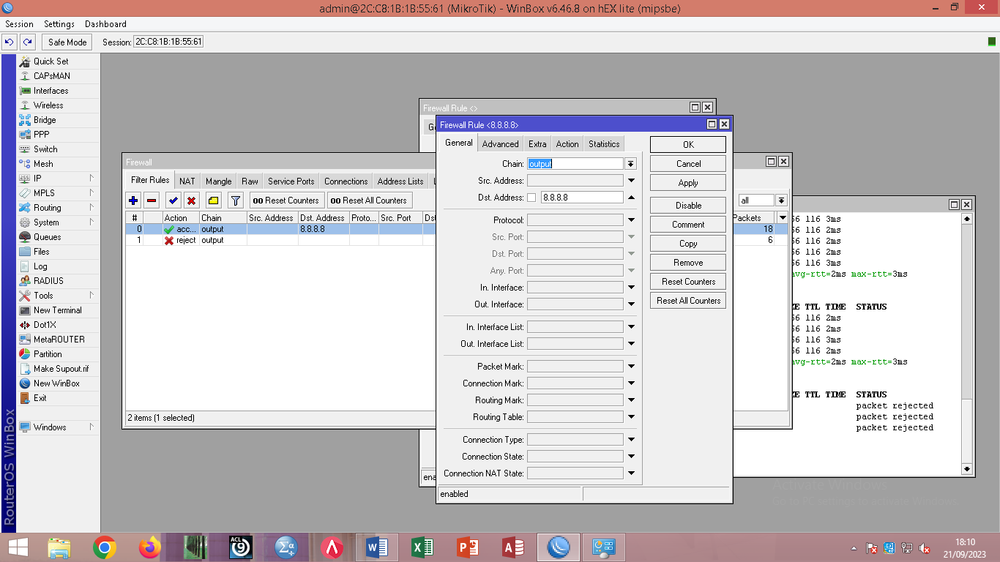 admin@2C:C8:1B:1B:55:61 (MikroTik) - WinBox v6.46.8 on hEX lite (mipsbe)
Session Settings Dashboard
Safe Mode Session: 2C:C8:1B:1B:55:61
Quick Set
CAPsMAN
Interfaces
Wireless
Bridge
PPP
Switch
Mesh
IP
MPLS
Routing
System
Queues
Files
Log
RADIUS
Tools
New Terminal
Dot1X
MetaROUTER
Partition
Make Supout.rif
New WinBox
Exit
Windows
RouterOS WinBox
Firewall
Filter Rules NAT Mangle Raw Service Ports Connections Address Lists
00 Reset Counters 00 Reset All Counters all
# Action Chain Src. Address Dst. Address Proto... Src. Port Dst Packets
0 acc... output 8.8.8.8 18
1 reject output 6
2 items (1 selected)
Firewall Rule <>
Ge
ena
Firewall Rule <8.8.8.8>
General Advanced Extra Action Statistics
Chain: output
Src. Address:
Dst. Address: 8.8.8.8
Protocol:
Src. Port:
Dst. Port:
Any. Port:
In. Interface:
Out. Interface:
In. Interface List:
Out. Interface List:
Packet Mark:
Connection Mark:
Routing Mark:
Routing Table:
Connection Type:
Connection State:
Connection NAT State:
enabled
OK
Cancel
Apply
Disable
Comment
Copy
Remove
Reset Counters
Reset All Counters
56 116 3ms
56 116 2ms
56 116 2ms
56 116 2ms
56 116 3ms
avg-rtt=2ms max-rtt=3ms
ZE TTL TIME STATUS
56 116 2ms
56 116 2ms
56 116 3ms
56 116 2ms
avg-rtt=2ms max-rtt=3ms
ZE TTL TIME STATUS
packet rejected
packet rejected
packet rejected
Activate Windows
Go to PC settings to activate Windows.
ACL
9
18:10
21/09/2023